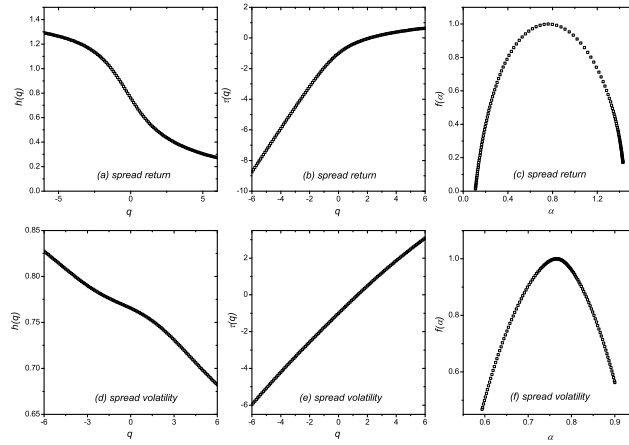 h(q)
1.4
1.2
1.0
0.8
0.6
0.4
0.2
0.0
(a) spread return
-5 0 5
q
τ(q)
2
0
-2
-4
-6
-8
-10
(b) spread return
-6 -4 -2 0 2 4 6
q
f(α)
1.0
0.8
0.6
0.4
0.2
0.0
(c) spread return
0.0 0.4 0.8 1.2
α
h(q)
0.85
0.80
0.75
0.70
0.65
(d) spread volatility
-6 -3 0 3 6
q
τ(q)
2
0
-2
-4
-6
(e) spread volatility
-6 -4 -2 0 2 4 6
q
f(α)
1.0
0.8
0.6
(f) spread volatility
0.6 0.7 0.8 0.9
α